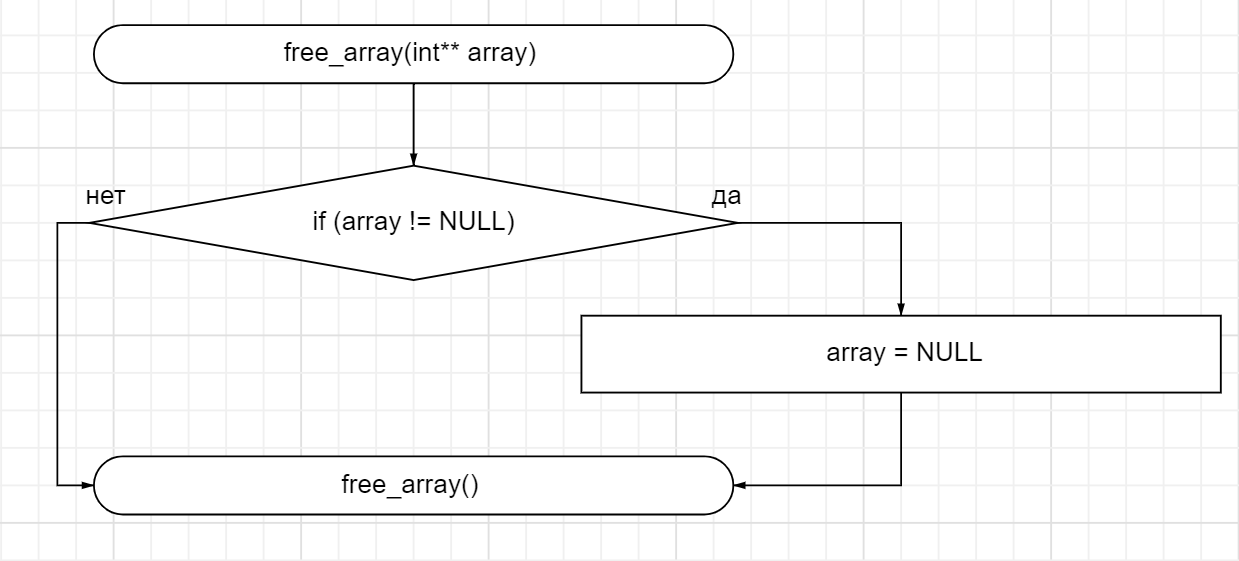 free_array(int** array)
нет
да
if (array != NULL)
array = NULL
free_array()